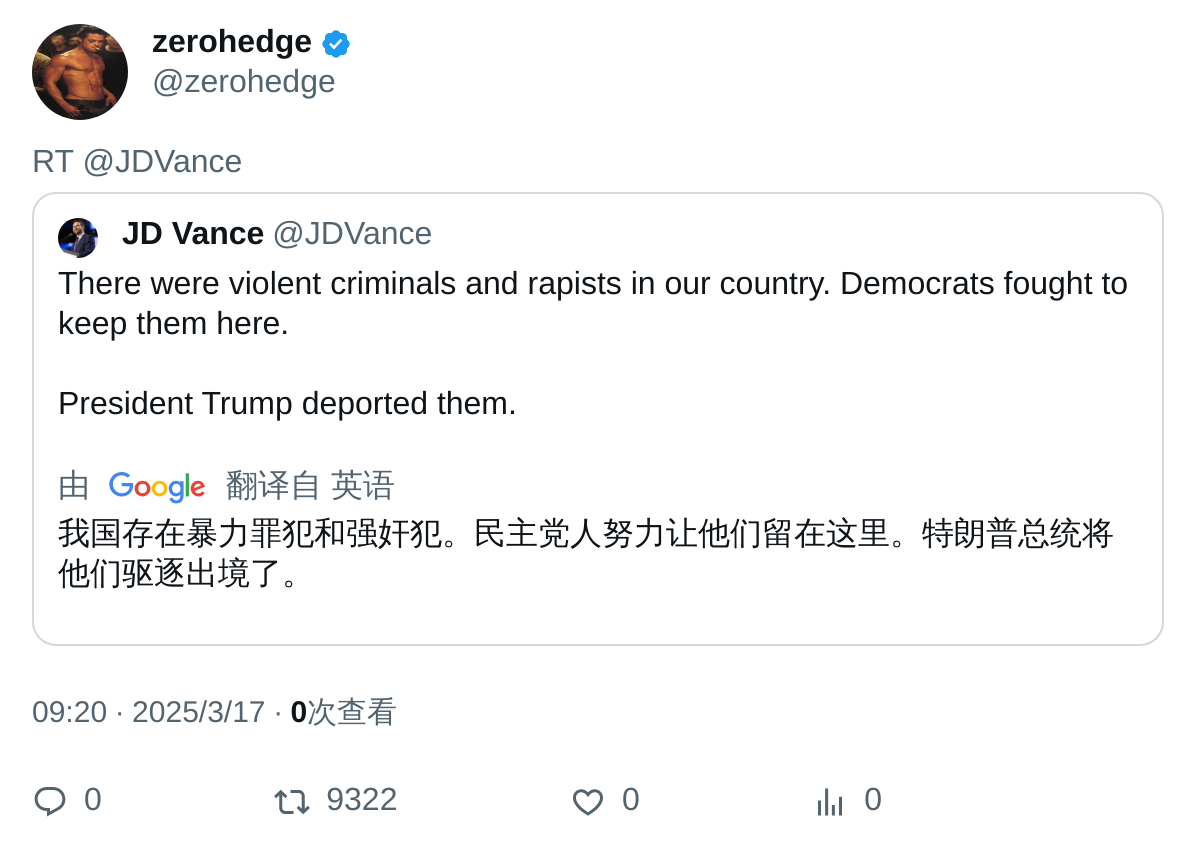 zerohedge
@zerohedge
RT @JDVance
JD Vance @JDVance
There were violent criminals and rapists in our country. Democrats fought to
keep them here.
President Trump deported them.
由 Google 翻译自 英语
我国存在暴力罪犯和强奸犯。民主党人努力让他们留在这里。特朗普总统将
他们驱逐出境了。
09:20 · 2025/3/17 · 0次查看
0 9322 0 0